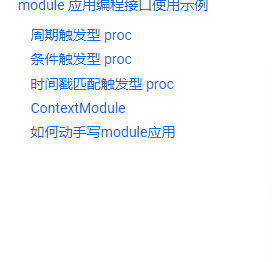 module 应用编程接口使用示例
周期触发型 proc
条件触发型 proc
时间戳匹配触发型 proc
ContextModule
如何动手写module应用